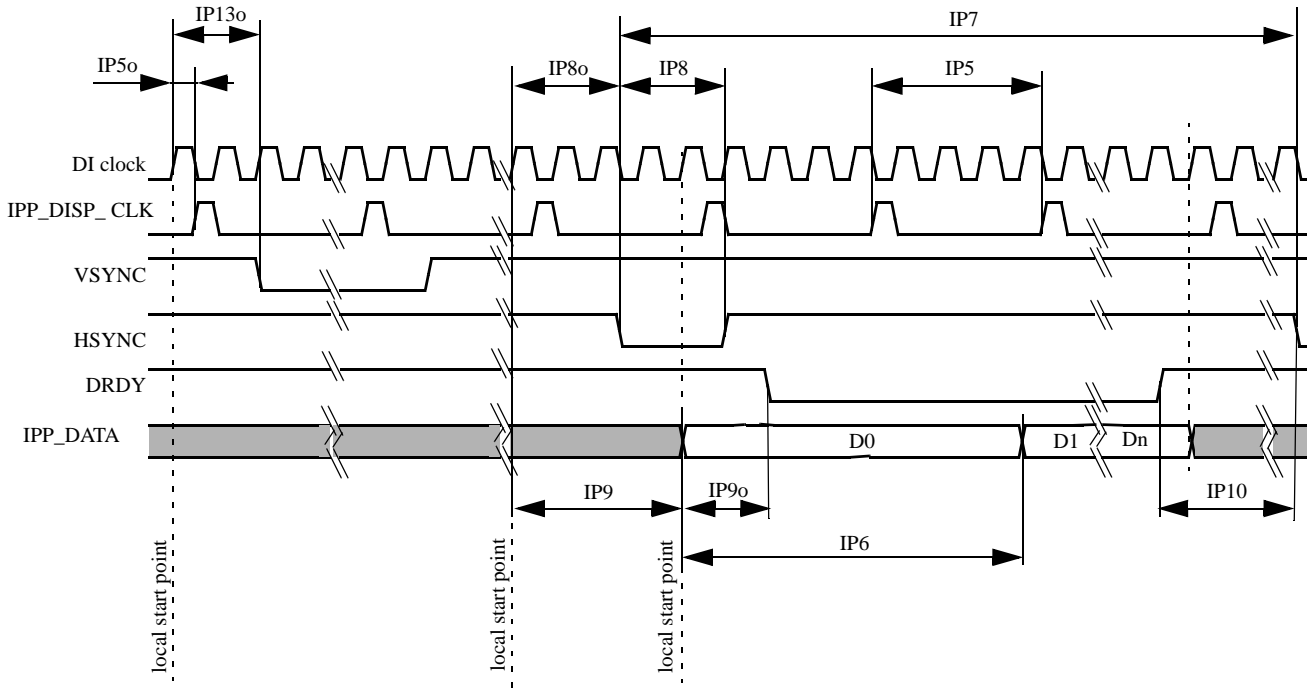 IP13o
IP7
IP5o
IP8o
IP8
IP5
DI clock
IPP_DISP_ CLK
VSYNC
HSYNC
DRDY
IPP_DATA
D0
D1
Dn
IP9
IP9o
IP10
IP6
local start point
local start point
local start point